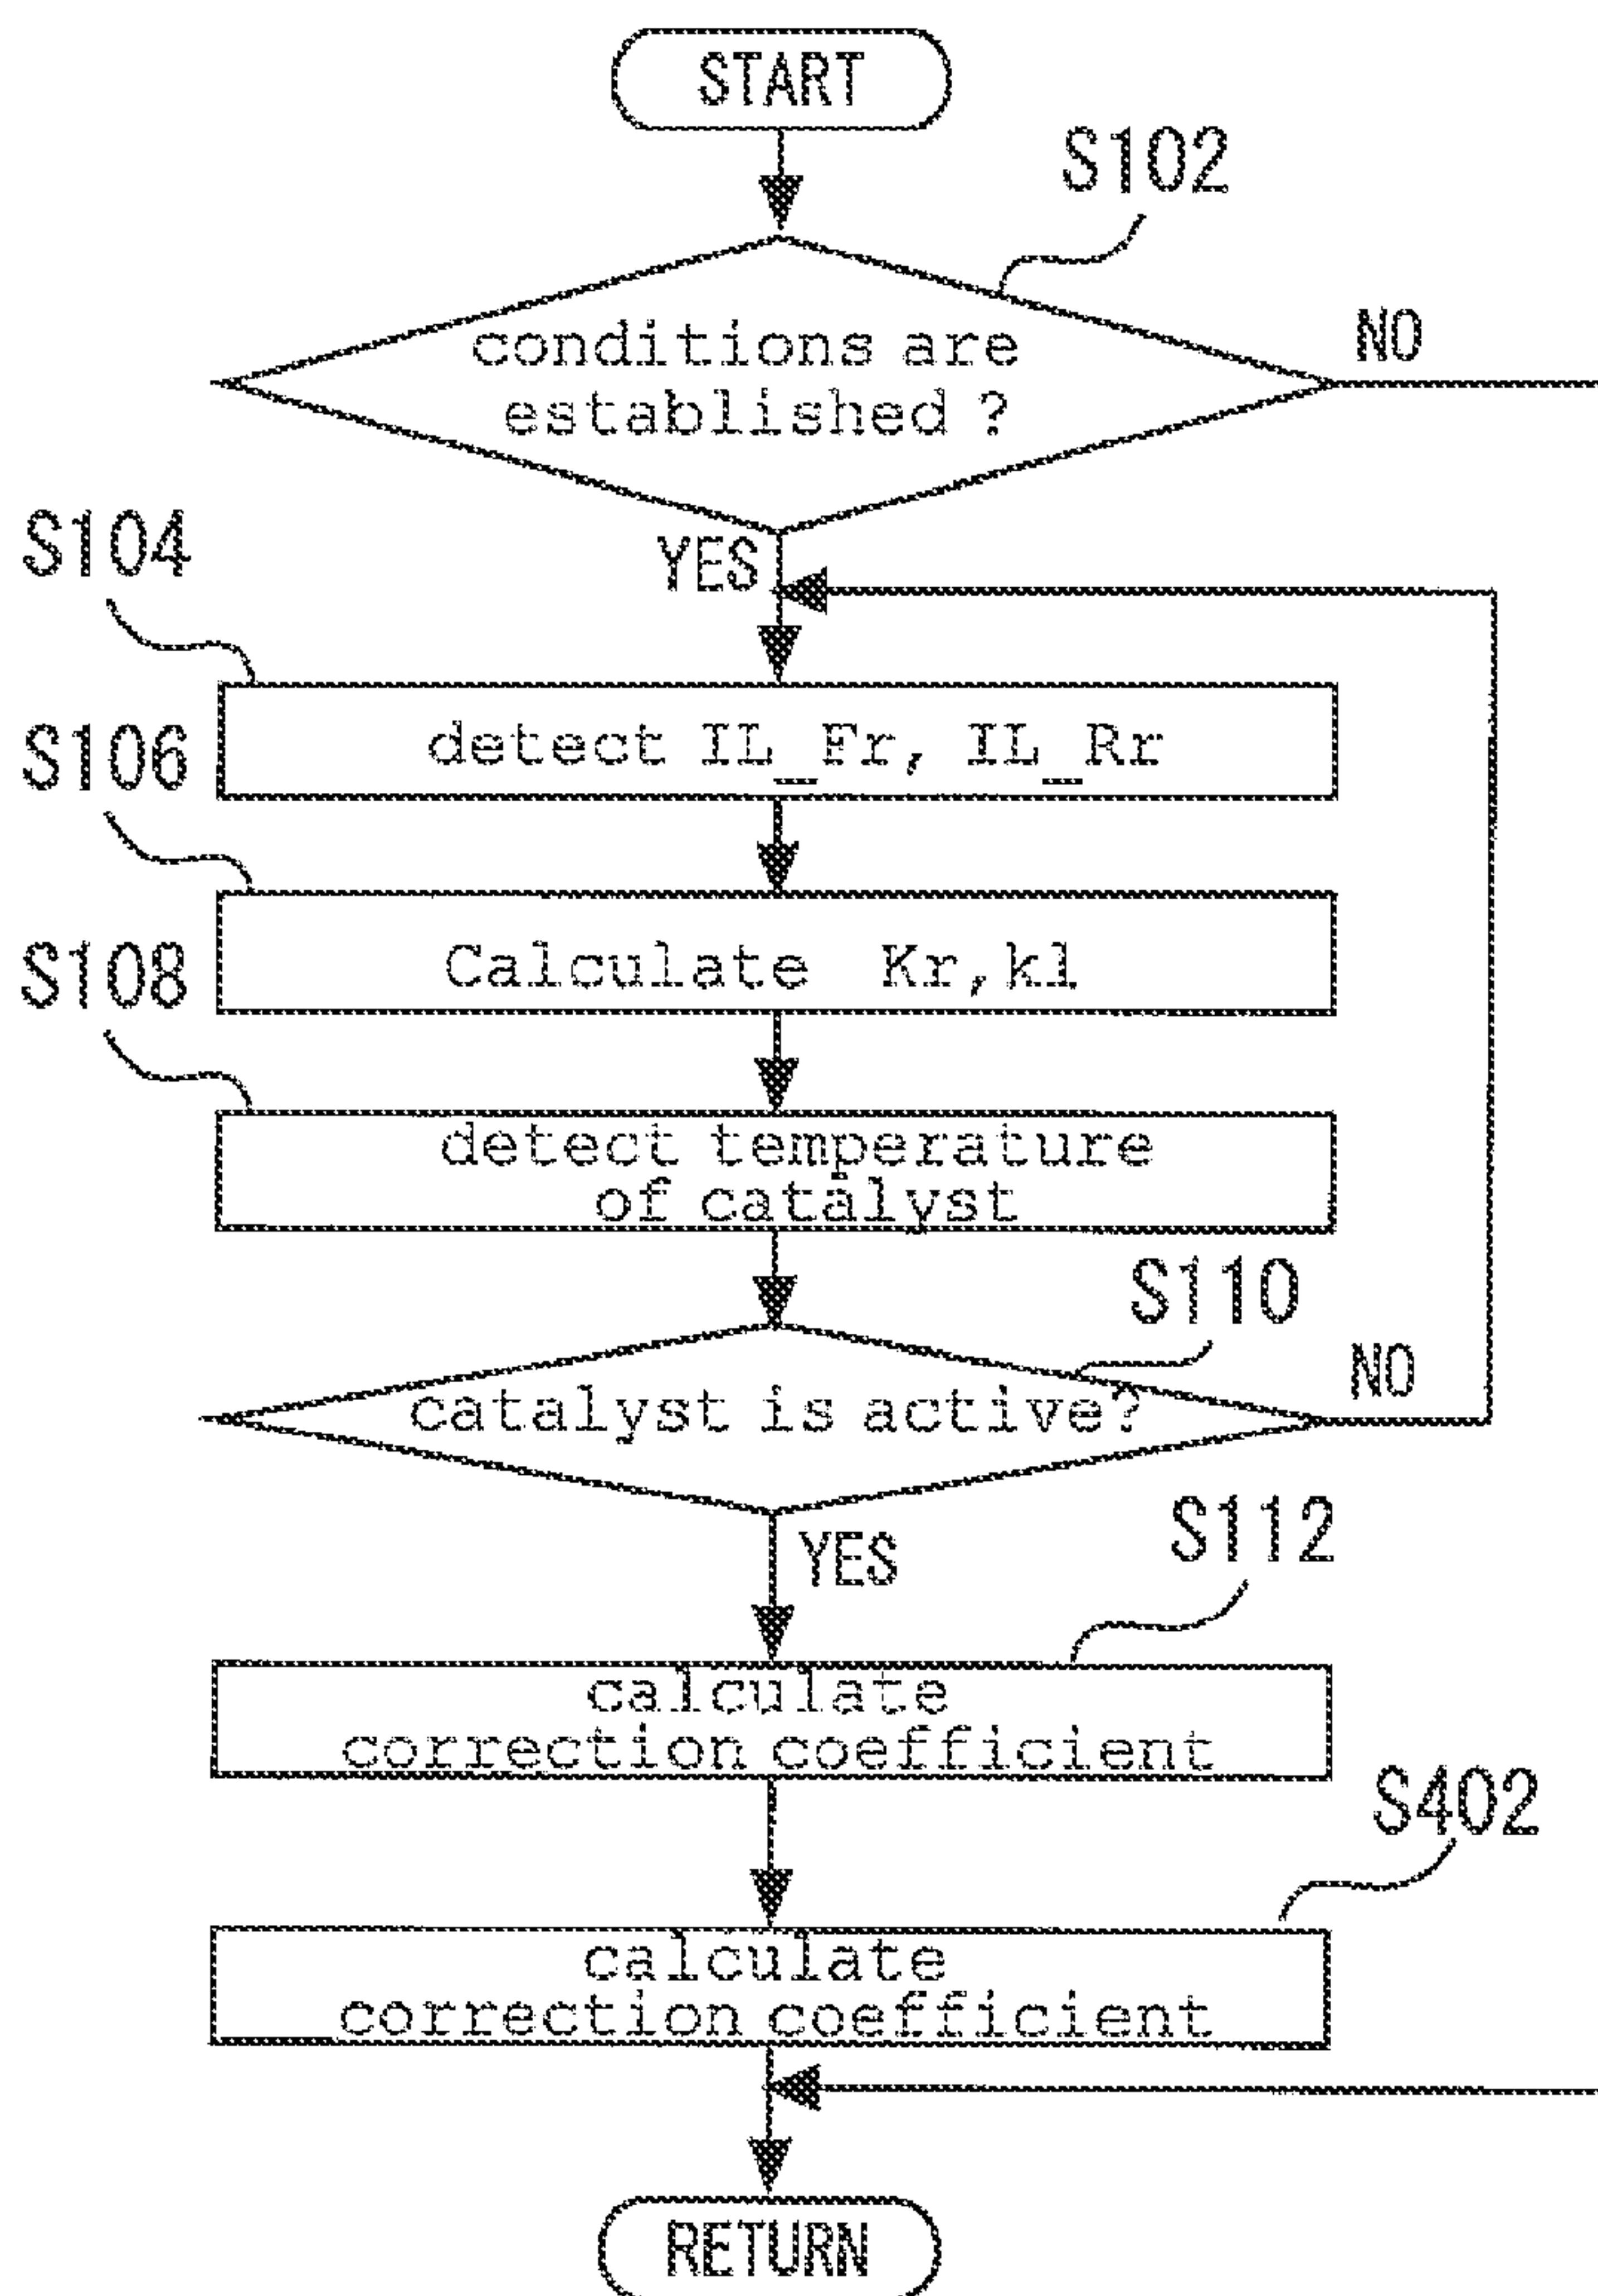 START
S102
conditions are
established ?
NO
YES
S104
detect IL_Fr, IL_Rr
S106
Calculate Kr,kl
S108
detect temperature
of catalyst
S110
catalyst is active?
NO
YES
S112
calculate
correction coefficient
S402
calculate
correction coefficient
RETURN